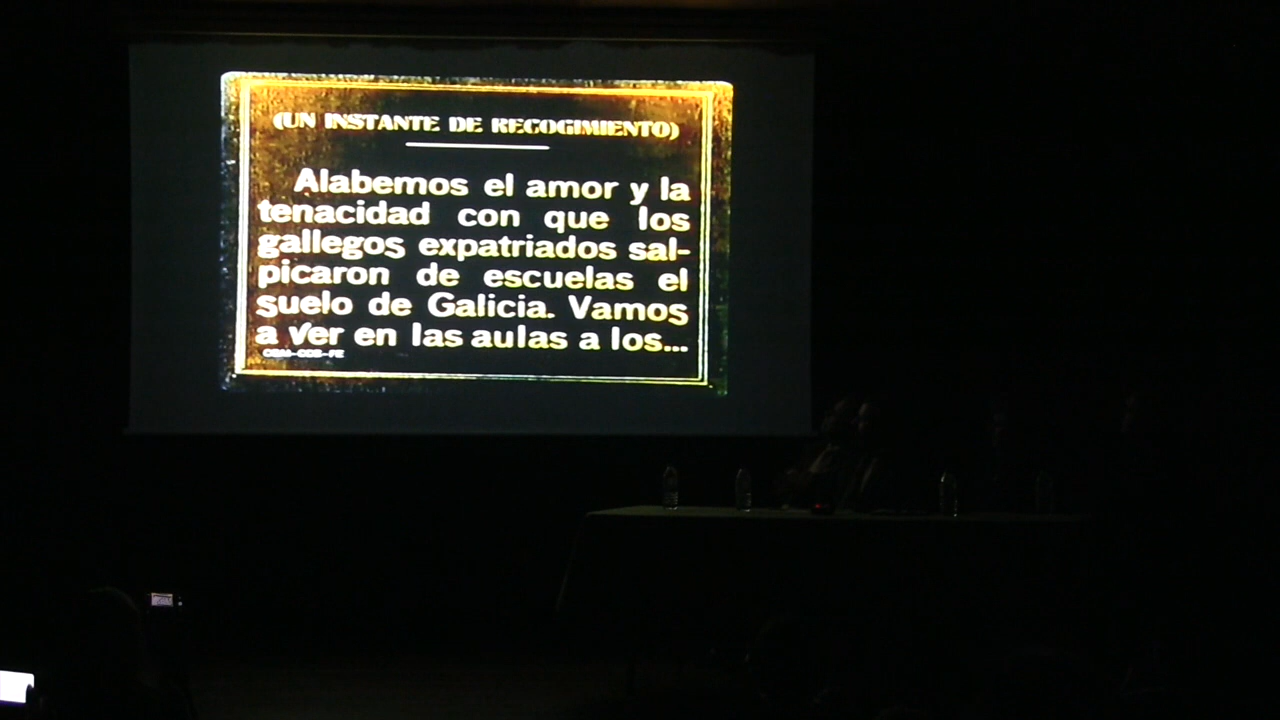 (UN INSTANTE DE RECOGIMIENTO)
Alabemos el amor y la
tenacidad con que los
gallegos expatriados sal-
picaron de escuelas el
suelo de Galicia. Vamos
a ver en las aulas a los...